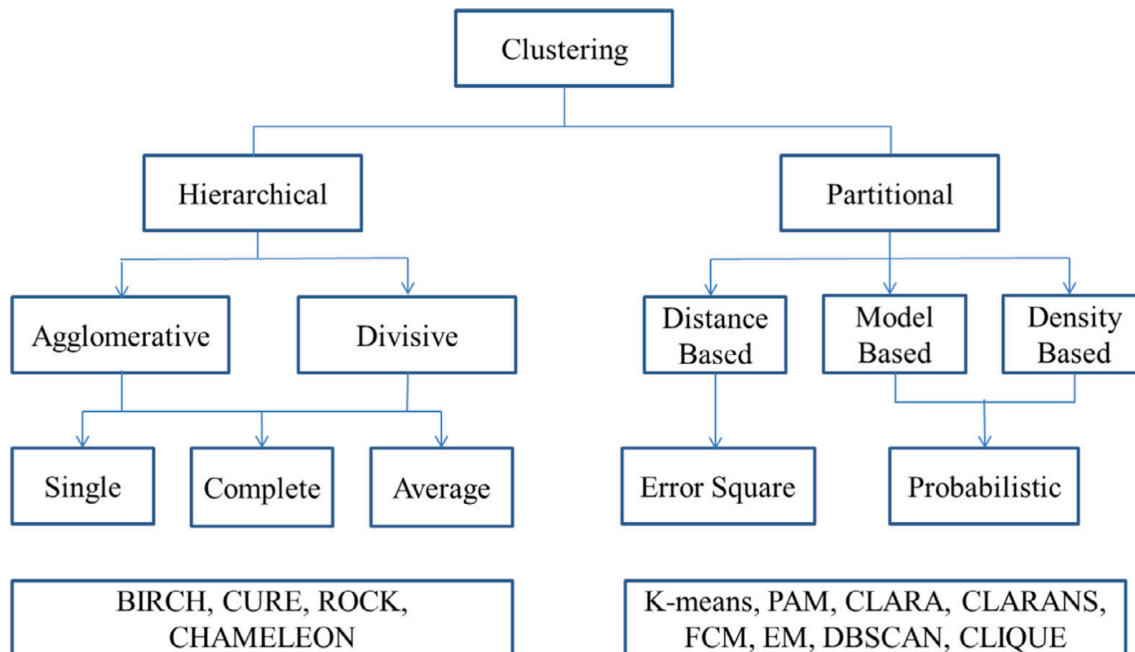 Clustering
Hierarchical
Partitional
Agglomerative
Divisive
Distance
Based
Model
Based
Density
Based
Single
Complete
Average
Error Square
Probabilistic
BIRCH, CURE, ROCK,
CHAMELEON
K-means, PAM, CLARA, CLARANS,
FCM, EM, DBSCAN, CLIQUE